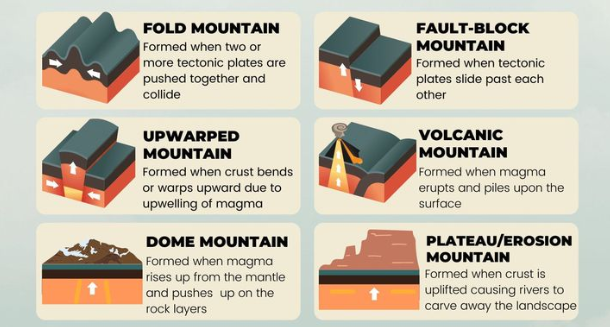 FOLD MOUNTAIN
Formed when two or
more tectonic plates are
pushed together and
collide
FAULT-BLOCK
MOUNTAIN
Formed when tectonic
plates slide past each
other
UPWARPED
MOUNTAIN
Formed when crust bends
or warps upward due to
upwelling of magma
VOLCANIC
MOUNTAIN
Formed when magma
erupts and piles upon the
surface
DOME MOUNTAIN
Formed when magma
rises up from the mantle
and pushes up on the
rock layers
PLATEAU/EROSION
MOUNTAIN
Formed when crust is
uplifted causing rivers to
carve away the landscape